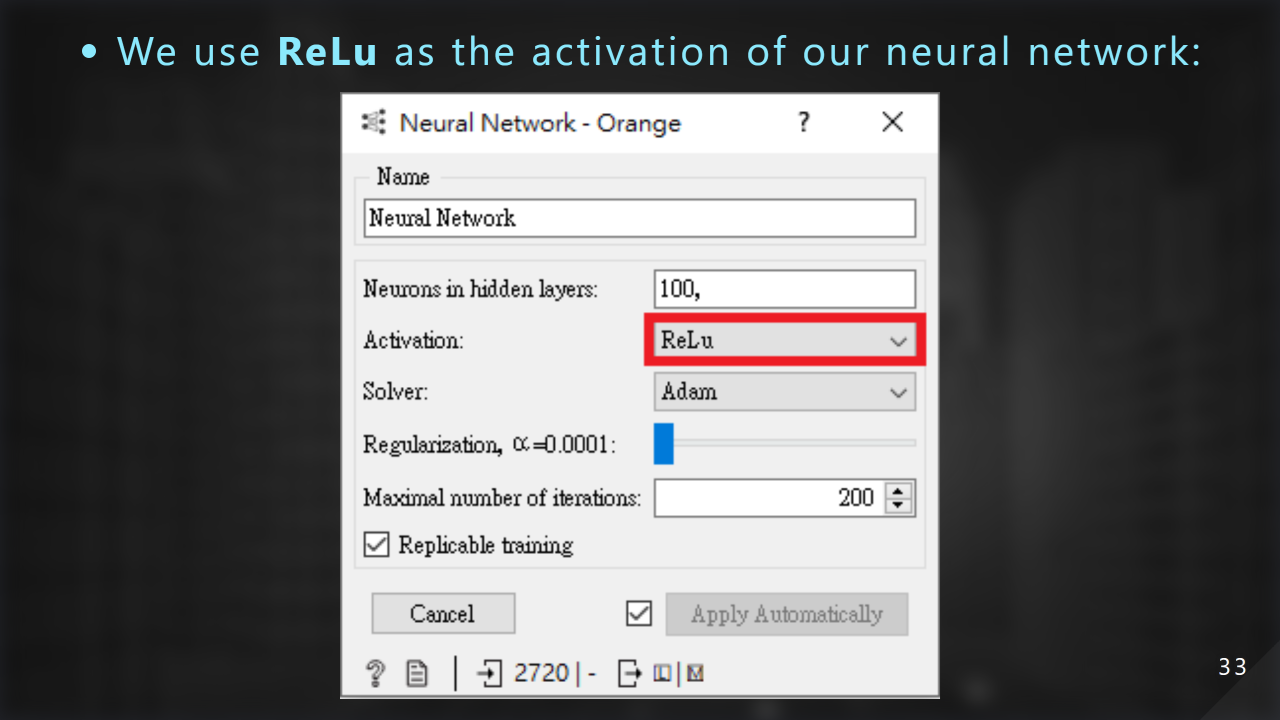 • We use ReLu as the activation of our neural network:
Neural Network - Orange ?
Name
Neural Network
Neurons in hidden layers: 100,
Activation: ReLu
Solver: Adam
Regularization, α=0.0001:
Maximal number of iterations: 200
Replicable training
Cancel Apply Automatically
? 2720 | - L | M
33